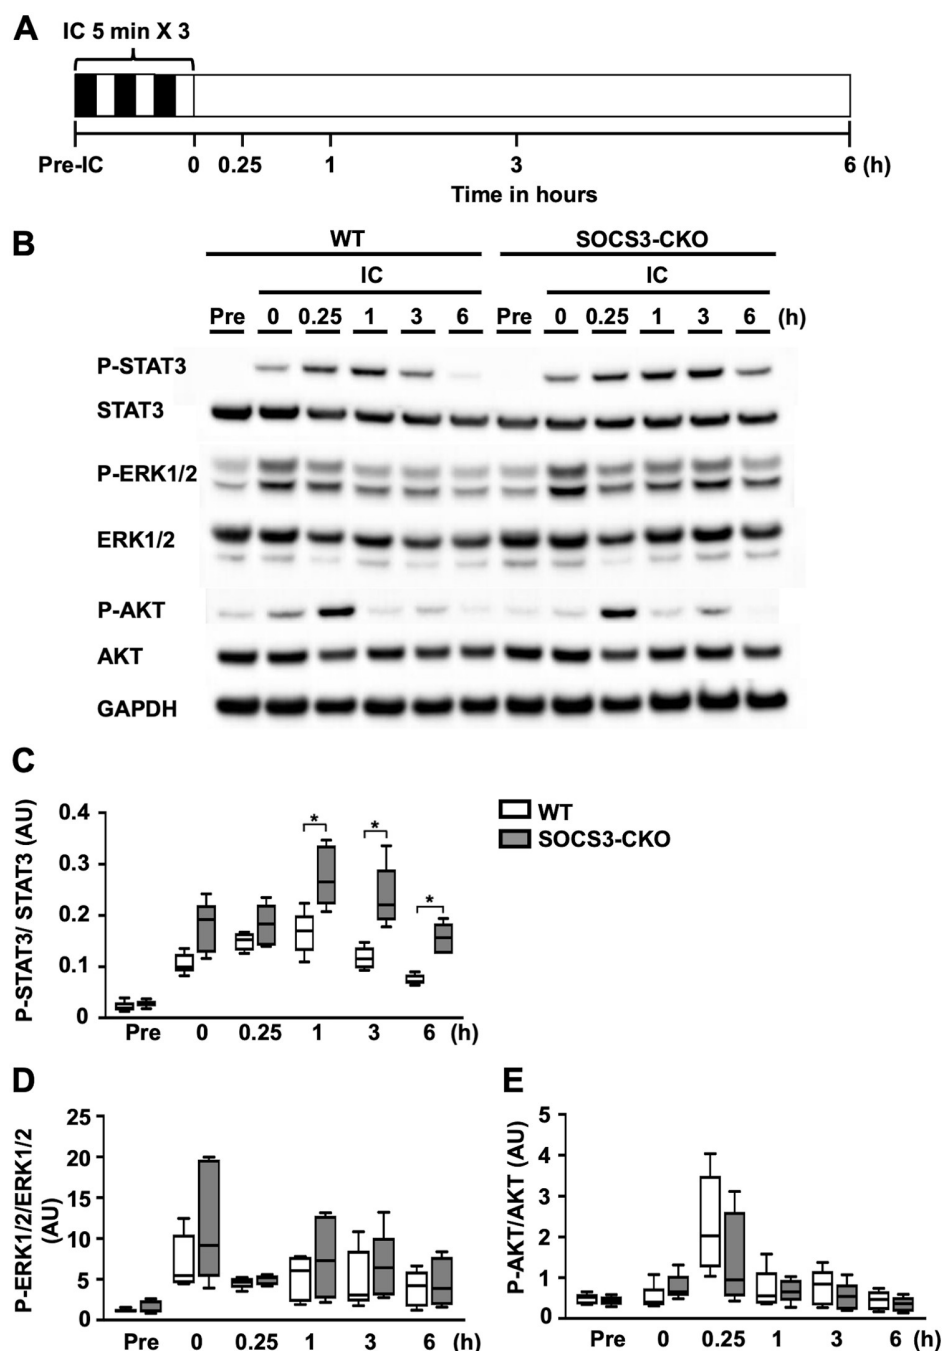 A
IC 5 min X 3
Pre-IC 0 0.25 1 3 6 (h)
Time in hours
B
WT SOCS3-CKO
IC IC
Pre 0 0.25 1 3 6 Pre 0 0.25 1 3 6 (h)
P-STAT3
STAT3
P-ERK1/2
ERK1/2
P-AKT
AKT
GAPDH
C
P-STAT3/ STAT3 (AU)
0.4
0.3
0.2
0.1
0
* * *
Pre 0 0.25 1 3 6 (h)
WT
SOCS3-CKO
D
P-ERK1/2/ERK1/2
(AU)
25
20
15
10
5
0
Pre 0 0.25 1 3 6 (h)
E
P-AKT/AKT (AU)
5
4
3
2
1
0
Pre 0 0.25 1 3 6 (h)